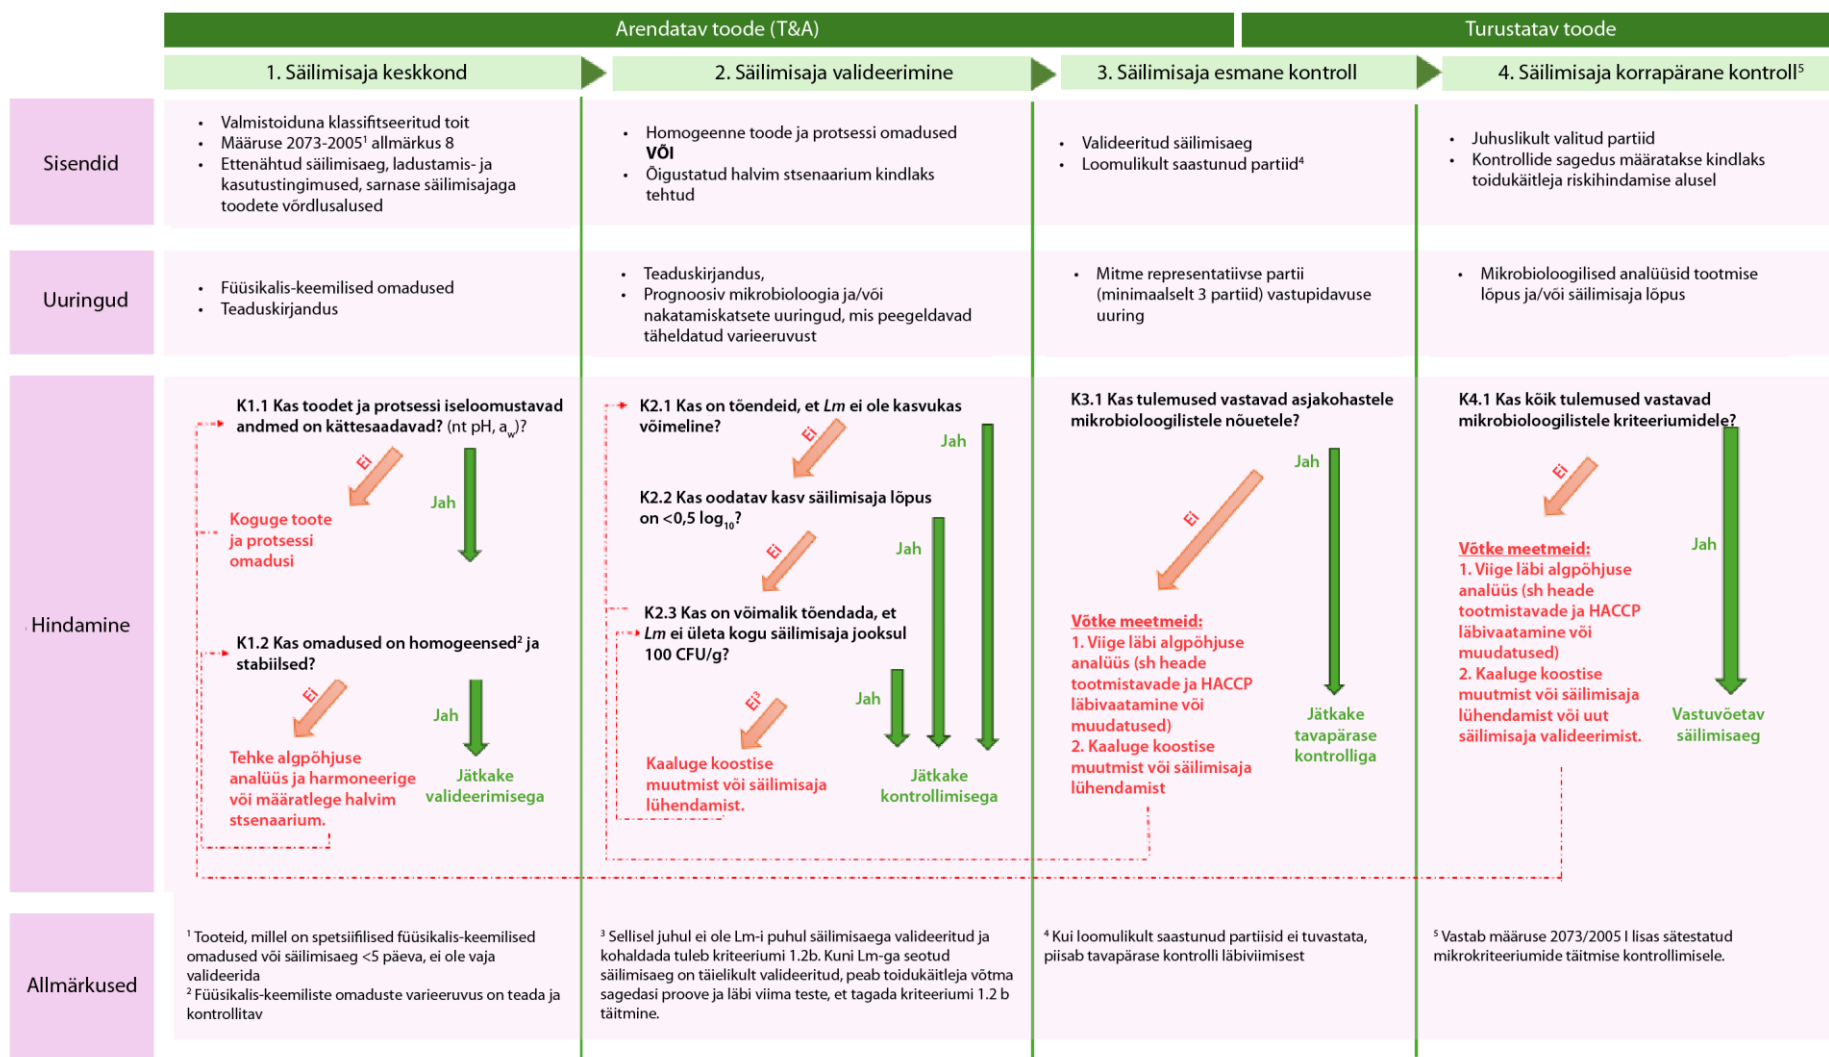 Arendatav toode (T&A)
Turustatav toode
1. Säilimisaja keskkond
2. Säilimisaja valideerimine
3. Säilimisaja esmane kontroll
4. Säilimisaja korrapärane kontroll⁵
Sisendid
• Valmistoiduna klassifitseeritud toit
• Määruse 2073-2005¹ allmärkus 8
• Ettenähtud säilimisaeg, ladustamis- ja
kasutustingimused, sarnase säilimisajaga
toodete võrdlusalused
• Homogeenne toode ja protsessi omadused
VÕI
• Õigustatud halvim stsenaarium kindlaks
tehtud
• Valideeritud säilimisaeg
• Loomulikult saastunud partiid⁴
• Juhuslikult valitud partiid
• Kontrollide sagedus määratakse kindlaks
toidukäitleja riskihindamise alusel
Uuringud
• Füüsikalis-keemilised omadused
• Teaduskirjandus
• Teaduskirjandus,
• Prognoosiv mikrobioloogia ja/või
nakatamiskatsete uuringud, mis peegeldavad
täheldatud varieeruvust
• Mitme representatiivse partii
(minimaalselt 3 partiid) vastupidavuse
uuring
• Mikrobioloogilised analüüsid tootmise
lõpus ja/või säilimisaja lõpus
Hindamine
K1.1 Kas toodet ja protsessi iseloomustavad
andmed on kättesaadavad? (nt pH, a_w)?
Ei
Jah
Koguge toote
ja protsessi
omadusi
K1.2 Kas omadused on homogeensed² ja
stabiilsed?
Ei
Jah
Tehke algpõhjuse
analüüs ja harmoneerige
või määratlege halvim
stsenaarium.
Jätkake
valideerimisega
K2.1 Kas on tõendeid, et Lm ei ole kasvukas
võimeline?
Ei
Jah
K2.2 Kas oodatav kasv säilimisaja lõpus
on <0,5 log₁₀?
Ei
Jah
K2.3 Kas on võimalik tõendada, et
Lm ei ületa kogu säilimisaja jooksul
100 CFU/g?
Ei³
Jah
Kaaluge koostise
muutmist või säilimisaja
lühendamist.
Jätkake
kontrollimisega
K3.1 Kas tulemused vastavad asjakohastele
mikrobioloogilistele nõuetele?
Ei
Jah
Võtke meetmeid:
1. Viige läbi algpõhjuse
analüüs (sh heade
tootmistavade ja HACCP
läbivaatamine või
muudatused)
2. Kaaluge koostise
muutmist või säilimisaja
lühendamist
Jätkake
tavapärase
kontrolliga
K4.1 Kas kõik tulemused vastavad
mikrobioloogilistele kriteeriumidele?
Ei
Jah
Võtke meetmeid:
1. Viige läbi algpõhjuse
analüüs (sh heade
tootmistavade ja HACCP
läbivaatamine või
muudatused)
2. Kaaluge koostise
muutmist või säilimisaja
lühendamist või uut
säilimisaja valideerimist.
Vastuvõetav
säilimisaeg
Allmärkused
¹ Tooteid, millel on spetsiifilised füüsikalis-keemilised
omadused või säilimisaeg <5 päeva, ei ole vaja
valideerida
² Füüsikalis-keemiliste omaduste varieeruvus on teada ja
kontrollitav
³ Sellisel juhul ei ole Lm-i puhul säilimisaega valideeritud ja
kohaldada tuleb kriteeriumi 1.2b. Kuni Lm-ga seotud
säilimisaeg on täielikult valideeritud, peab toidukäitleja võtma
sagedasi proove ja läbi viima teste, et tagada kriteeriumi 1.2 b
täitmine.
⁴ Kui loomulikult saastunud partiisid ei tuvastata,
piisab tavapärase kontrolli läbiviimisest
⁵ Vastab määruse 2073/2005 I lisas sätestatud
mikrokriteeriumide täitmise kontrollimisele.